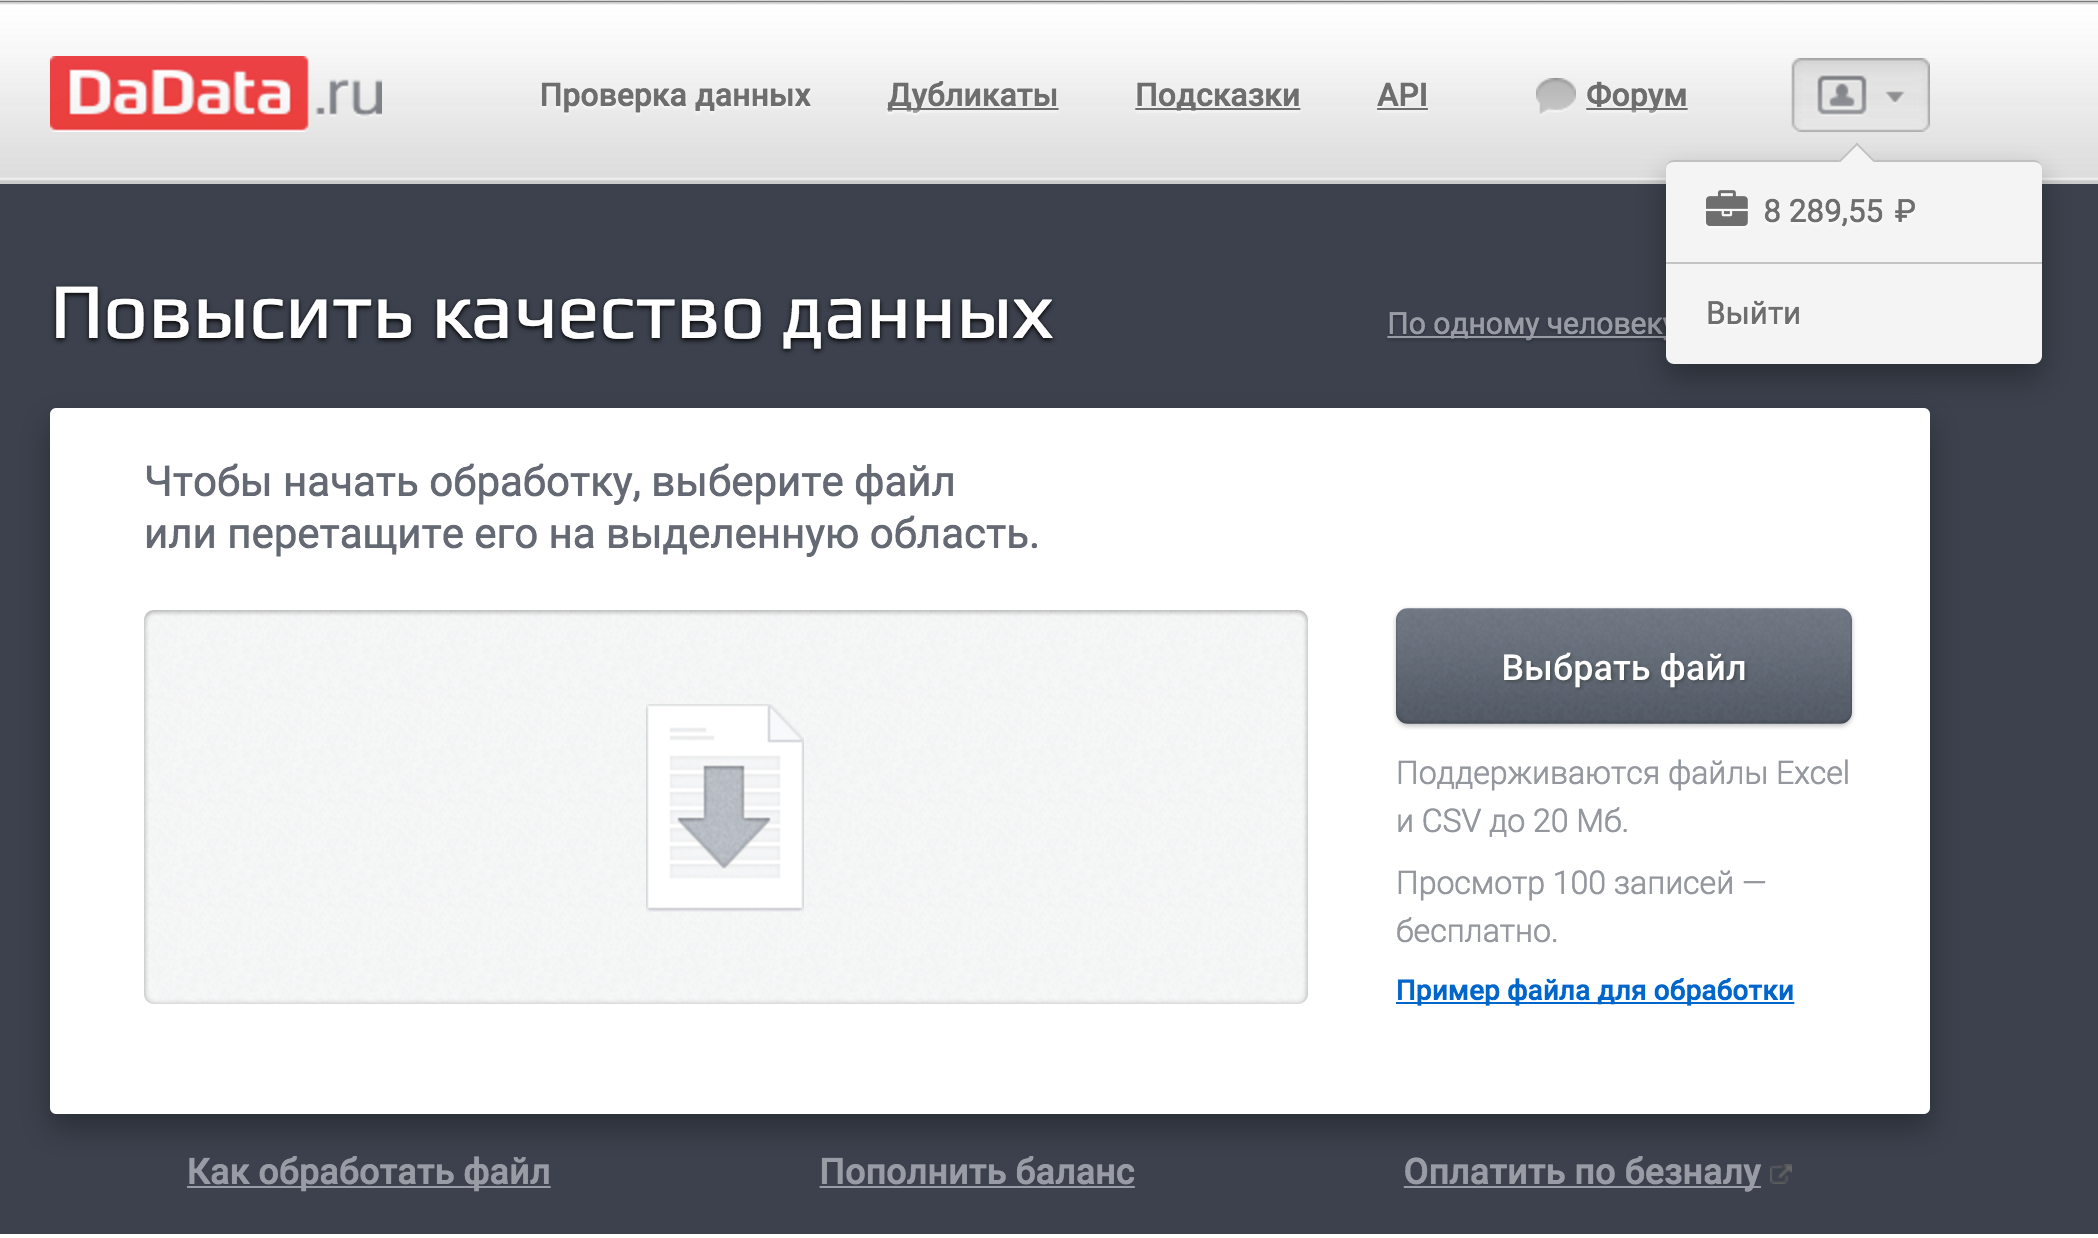 DaData.ru
Проверка данных
Дубликаты
Подсказки
API
Форум
8 289,55 ₽
Выйти
Повысить качество данных
По одному человеку
Чтобы начать обработку, выберите файл
или перетащите его на выделенную область.
Выбрать файл
Поддерживаются файлы Excel
и CSV до 20 Мб.
Просмотр 100 записей —
бесплатно.
Пример файла для обработки
Как обработать файл
Пополнить баланс
Оплатить по безналу